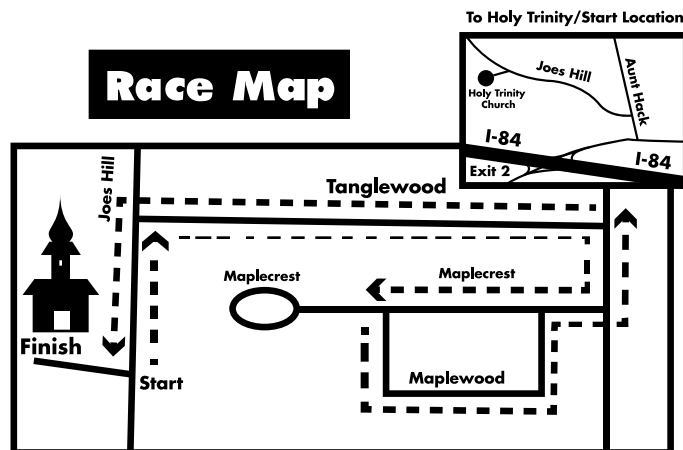 To Holy Trinity/Start Location
Race Map
Joes Hill
Aunt Hack
Holy Trinity
Church
I-84
I-84
Exit 2
Joes Hill
Tanglewood
Maplecrest
Maplecrest
Finish
Start
Maplewood